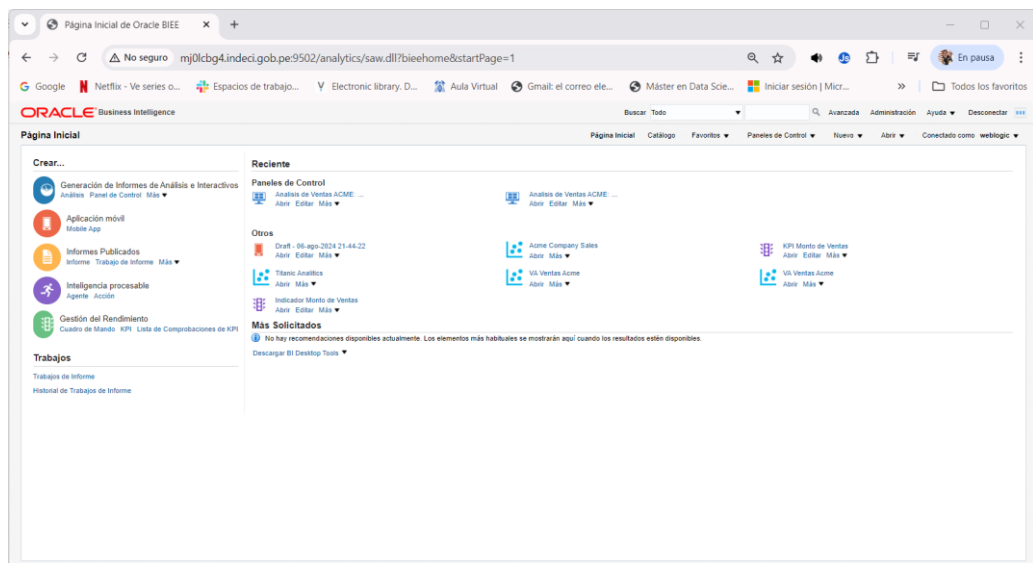 Página Inicial de Oracle BIEE
No seguro mj0lcbg4.indeci.gob.pe:9502/analytics/saw.dll?bieehome&startPage=1 En pausa
Google Netflix - Ve series o... Espacios de trabajo... Electronic library. D... Aula Virtual Gmail: el correo ele... Máster en Data Scie... Iniciar sesión | Micr... » Todos los favoritos
ORACLE Business Intelligence Buscar Todo Avanzada Administración Ayuda Desconectar
Página Inicial Página Inicial Catálogo Favoritos Paneles de Control Nuevo Abrir Conectado como weblogic
Crear...
Generación de Informes de Análisis e Interactivos
Análisis Panel de Control Más
Aplicación móvil
Mobile App
Informes Publicados
Informe Trabajo de Informe Más
Inteligencia procesable
Agente Acción
Gestión del Rendimiento
Cuadro de Mando KPI Lista de Comprobaciones de KPI
Trabajos
Trabajos de Informe
Historial de Trabajos de Informe
Reciente
Paneles de Control
Analisis de Ventas ACME: ... Analisis de Ventas ACME: ...
Abrir Editar Más Abrir Editar Más
Otros
Draft - 06-ago-2024 21-44-22 Acme Company Sales KPI Monto de Ventas
Abrir Editar Más Abrir Más Abrir Editar Más
Titanic Analitics VA Ventas Acme VA Ventas Acme
Abrir Más Abrir Más Abrir Más
Indicador Monto de Ventas
Abrir Editar Más
Más Solicitados
No hay recomendaciones disponibles actualmente. Los elementos más habituales se mostrarán aquí cuando los resultados estén disponibles.
Descargar BI Desktop Tools